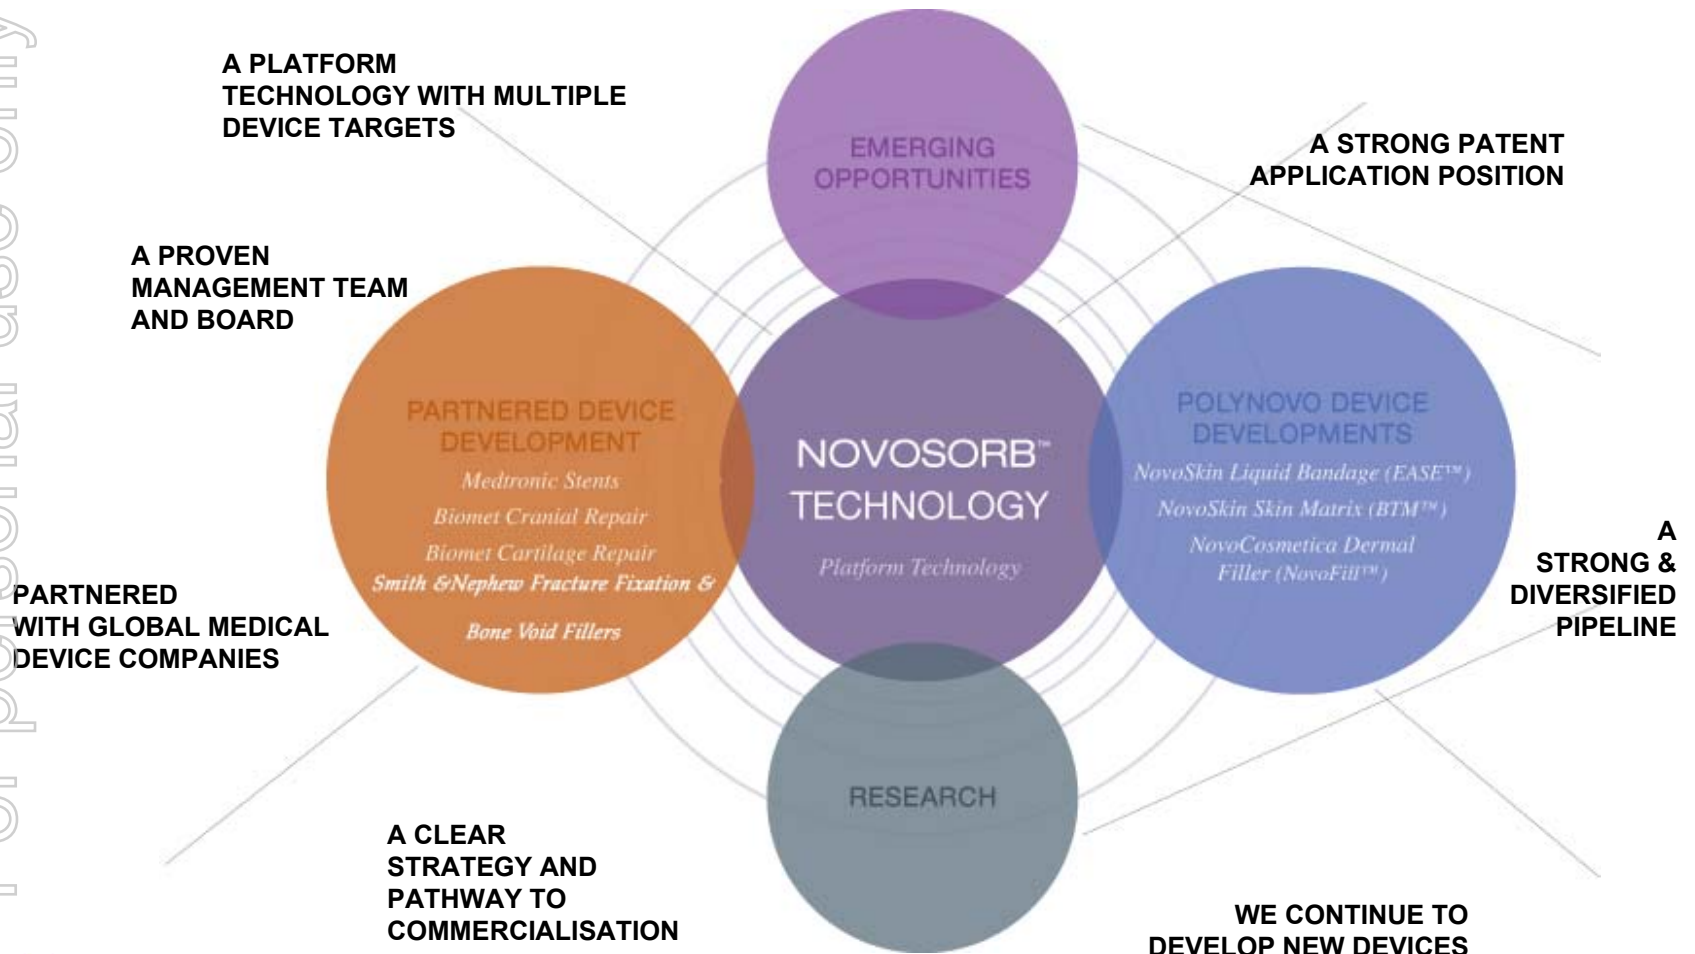 For personal use only
A PLATFORM
TECHNOLOGY WITH MULTIPLE
DEVICE TARGETS
EMERGING
OPPORTUNITIES
A STRONG PATENT
APPLICATION POSITION
A PROVEN
MANAGEMENT TEAM
AND BOARD
PARTNERED DEVICE
DEVELOPMENT
Medtronic Stents
Biomet Cranial Repair
Biomet Cartilage Repair
Smith &Nephew Fracture Fixation &
Bone Void Fillers
NOVOSORB™
TECHNOLOGY
Platform Technology
POLYNOVO DEVICE
DEVELOPMENTS
NovoSkin Liquid Bandage (EASE™)
NovoSkin Skin Matrix (BTM™)
NovoCosmetica Dermal
Filler (NovoFill™)
A
STRONG &
DIVERSIFIED
PIPELINE
PARTNERED
WITH GLOBAL MEDICAL
DEVICE COMPANIES
RESEARCH
A CLEAR
STRATEGY AND
PATHWAY TO
COMMERCIALISATION
WE CONTINUE TO
DEVELOP NEW DEVICES